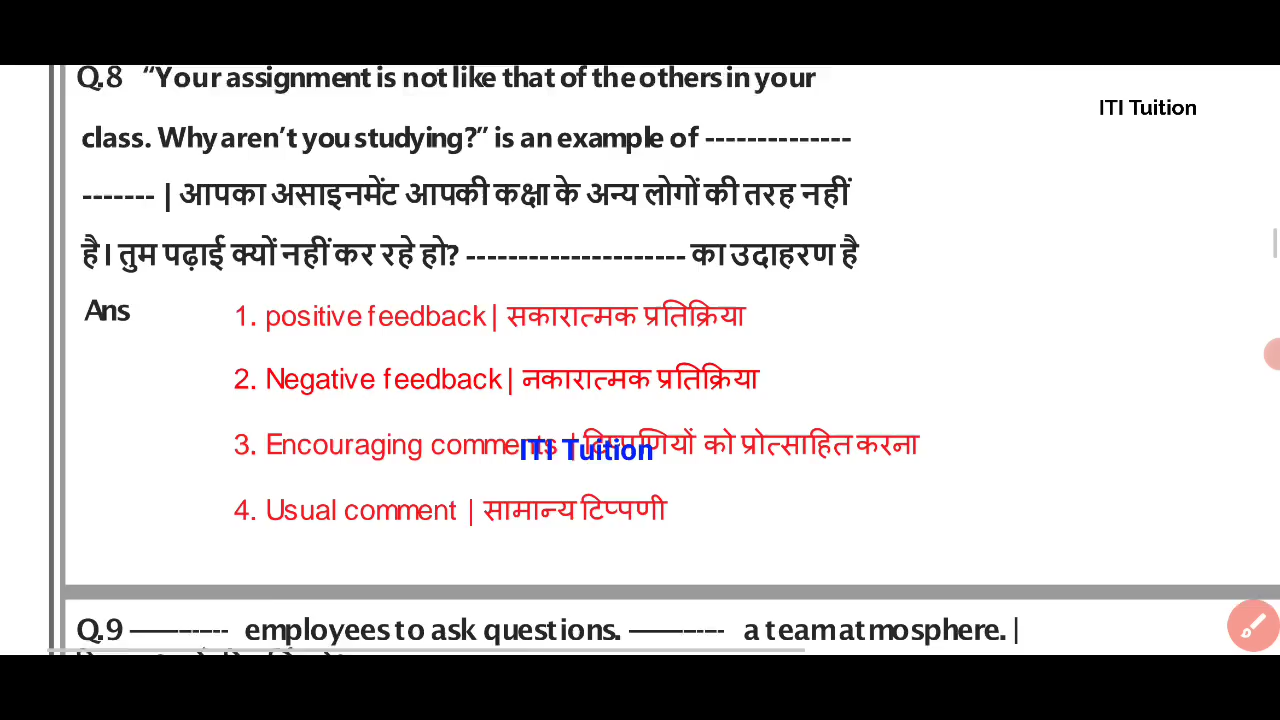 Q.8 “Your assignment is not like that of the others in your
ITI Tuition
class. Why aren’t you studying?” is an example of --------------
------- | आपका असाइनमेंट आपकी कक्षा के अन्य लोगों की तरह नहीं
है। तुम पढ़ाई क्यों नहीं कर रहे हो? --------------------- का उदाहरण है
Ans
1. positive feedback | सकारात्मक प्रतिक्रिया
2. Negative feedback | नकारात्मक प्रतिक्रिया
3. Encouraging comments | टिप्पणियों को प्रोत्साहित करना
ITI Tuition
4. Usual comment | सामान्य टिप्पणी
Q.9 ---------- employees to ask questions. ---------- a team atmosphere. |